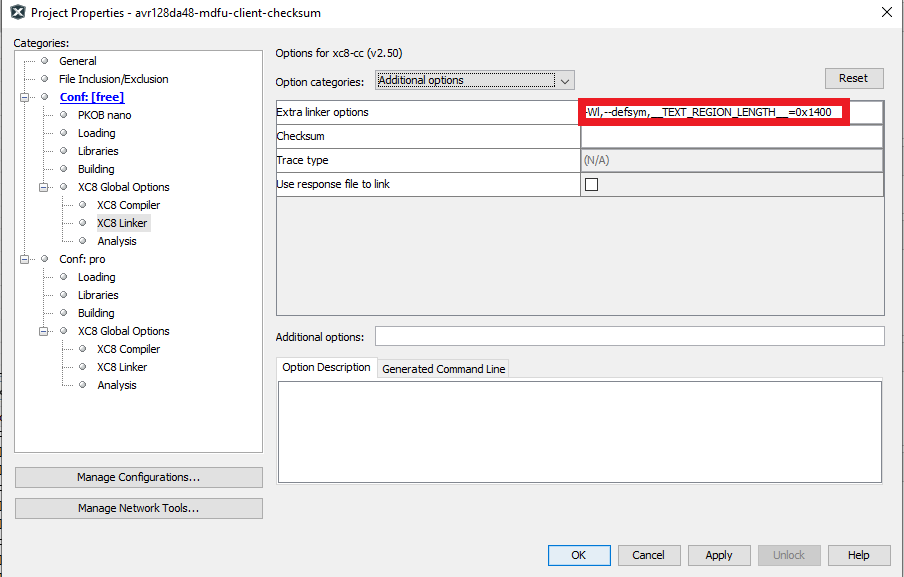 Project Properties - avr128da48-mdfu-client-checksum
Categories:
General
File Inclusion/Exclusion
Conf: [free]
PKOB nano
Loading
Libraries
Building
XC8 Global Options
XC8 Compiler
XC8 Linker
Analysis
Conf: pro
Loading
Libraries
Building
XC8 Global Options
XC8 Compiler
XC8 Linker
Analysis
Manage Configurations...
Manage Network Tools...
Options for xc8-cc (v2.50)
Option categories: Additional options Reset
Extra linker options -Wl,--defsym,__TEXT_REGION_LENGTH__=0x1400
Checksum
Trace type (N/A)
Use response file to link
Additional options:
Option Description Generated Command Line
OK Cancel Apply Unlock Help